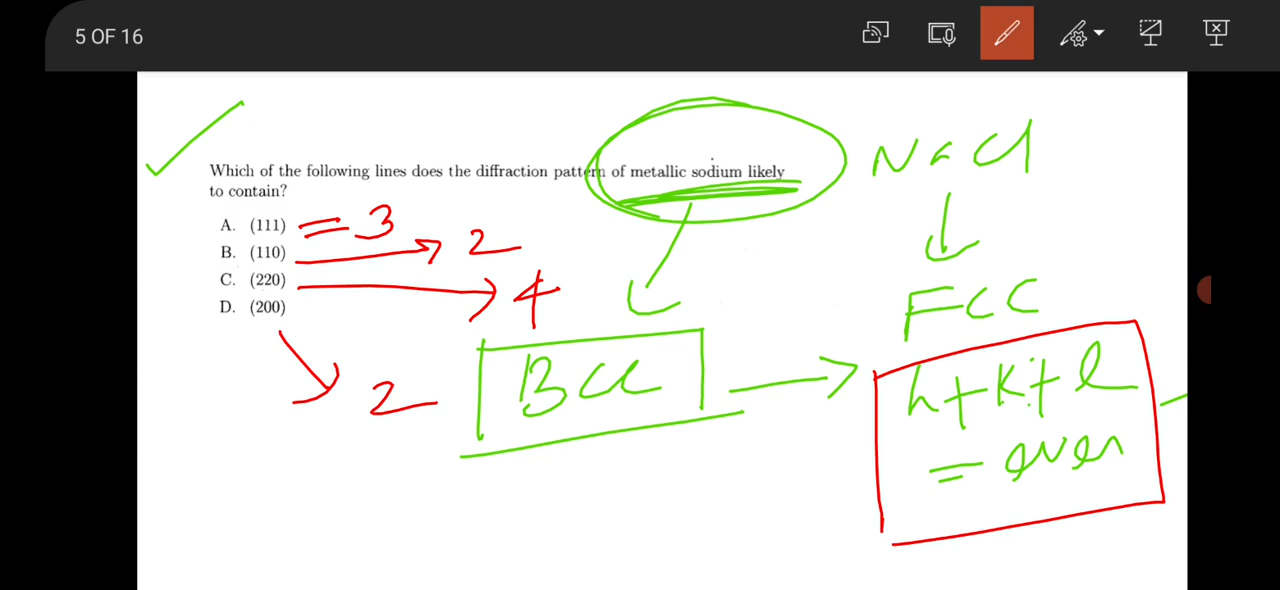 5 OF 16
Which of the following lines does the diffraction pattern of metallic sodium likely
to contain?
A. (111) = 3
B. (110) 2
C. (220) 4
D. (200)
2
NaCl
FCC
BCC
h+k+l
= even